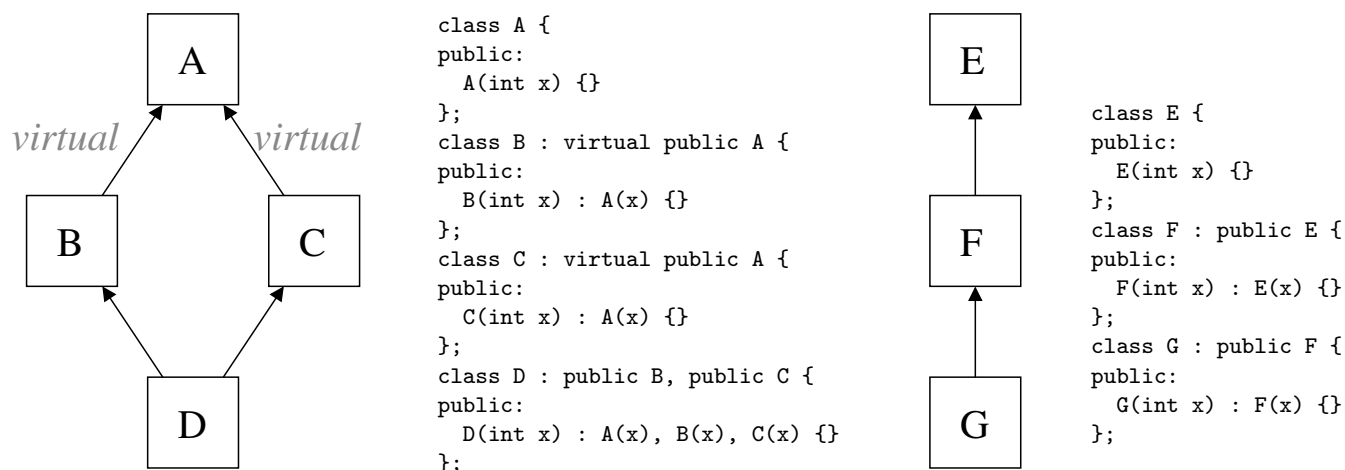 A
virtual
virtual
B
C
D
class A {
public:
  A(int x) {}
};
class B : virtual public A {
public:
  B(int x) : A(x) {}
};
class C : virtual public A {
public:
  C(int x) : A(x) {}
};
class D : public B, public C {
public:
  D(int x) : A(x), B(x), C(x) {}
};
E
F
G
class E {
public:
  E(int x) {}
};
class F : public E {
public:
  F(int x) : E(x) {}
};
class G : public F {
public:
  G(int x) : F(x) {}
};